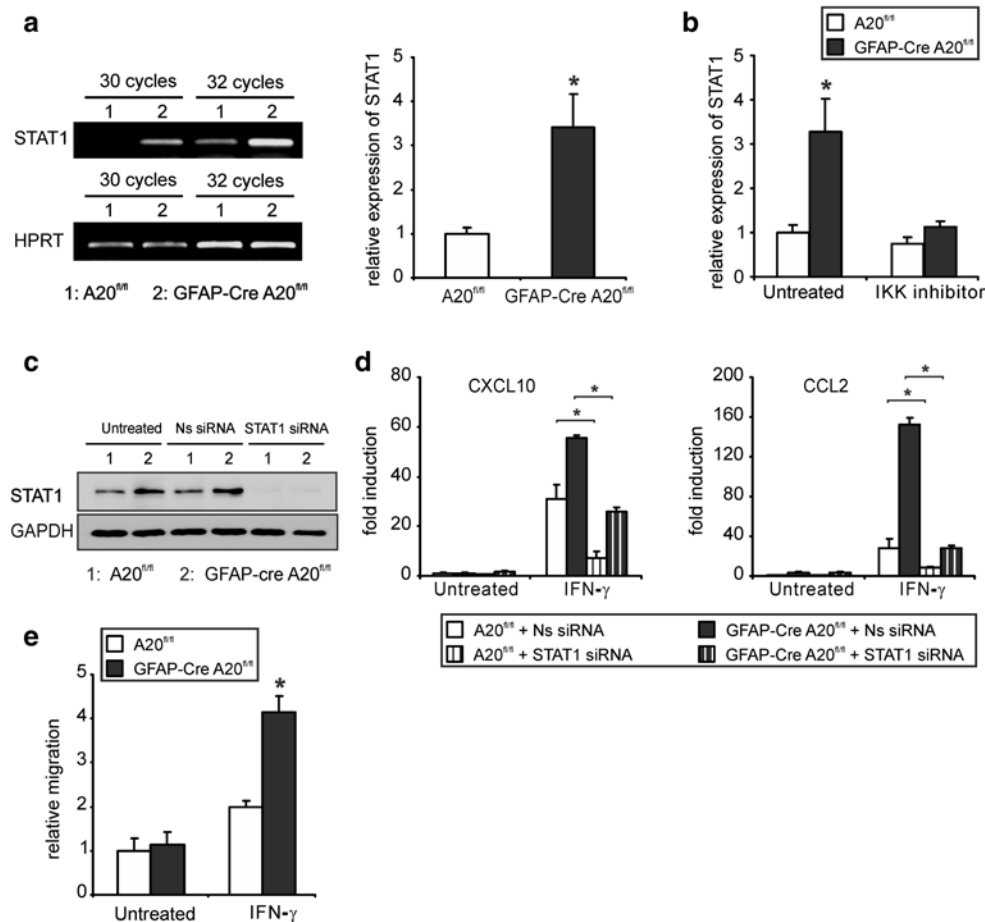 a
30 cycles 32 cycles
1 2 1 2
STAT1
30 cycles 32 cycles
1 2 1 2
HPRT
1: A20fl/fl 2: GFAP-Cre A20fl/fl
relative expression of STAT1
5
4
3
2
1
0
*
A20fl/fl GFAP-Cre A20fl/fl
b
A20fl/fl
GFAP-Cre A20fl/fl
relative expression of STAT1
5
4
3
2
1
0
*
Untreated IKK inhibitor
c
Untreated Ns siRNA STAT1 siRNA
1 2 1 2 1 2
STAT1
GAPDH
1: A20fl/fl 2: GFAP-cre A20fl/fl
d
CXCL10
fold induction
80
60
40
20
0
*
*
Untreated IFN-γ
CCL2
fold induction
200
160
120
80
40
0
*
*
Untreated IFN-γ
A20fl/fl + Ns siRNA GFAP-Cre A20fl/fl + Ns siRNA
A20fl/fl + STAT1 siRNA GFAP-Cre A20fl/fl + STAT1 siRNA
e
A20fl/fl
GFAP-Cre A20fl/fl
relative migration
5
4
3
2
1
0
*
Untreated IFN-γ